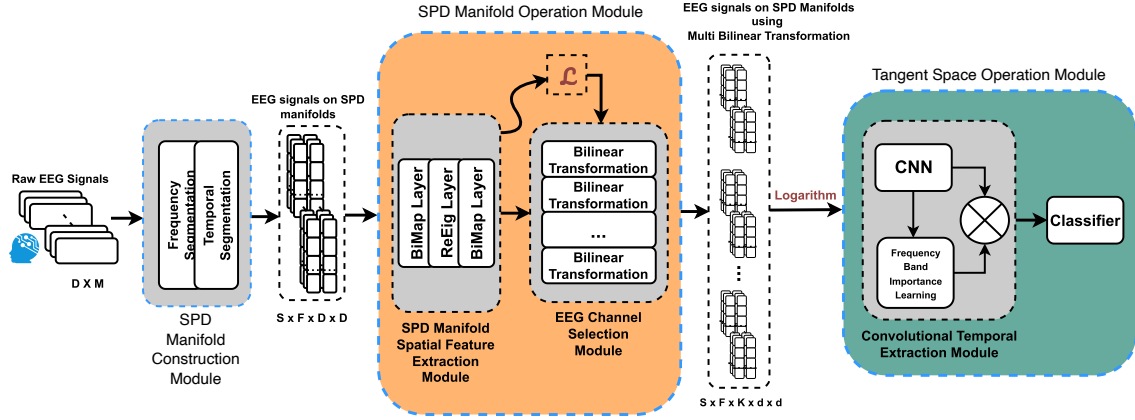 Raw EEG Signals
D X M
Frequency
Segmentation
Temporal
Segmentation
SPD
Manifold
Construction
Module
EEG signals on SPD
manifolds
S x F x D x D
SPD Manifold Operation Module
ℒ
BiMap Layer
ReEig Layer
BiMap Layer
SPD Manifold
Spatial Feature
Extraction
Module
Bilinear
Transformation
Bilinear
Transformation
...
Bilinear
Transformation
EEG Channel
Selection
Module
EEG signals on SPD Manifolds
using
Multi Bilinear Transformation
S x F x K x d x d
Logarithm
Tangent Space Operation Module
CNN
Frequency
Band
Importance
Learning
Convolutional Temporal
Extraction Module
Classifier